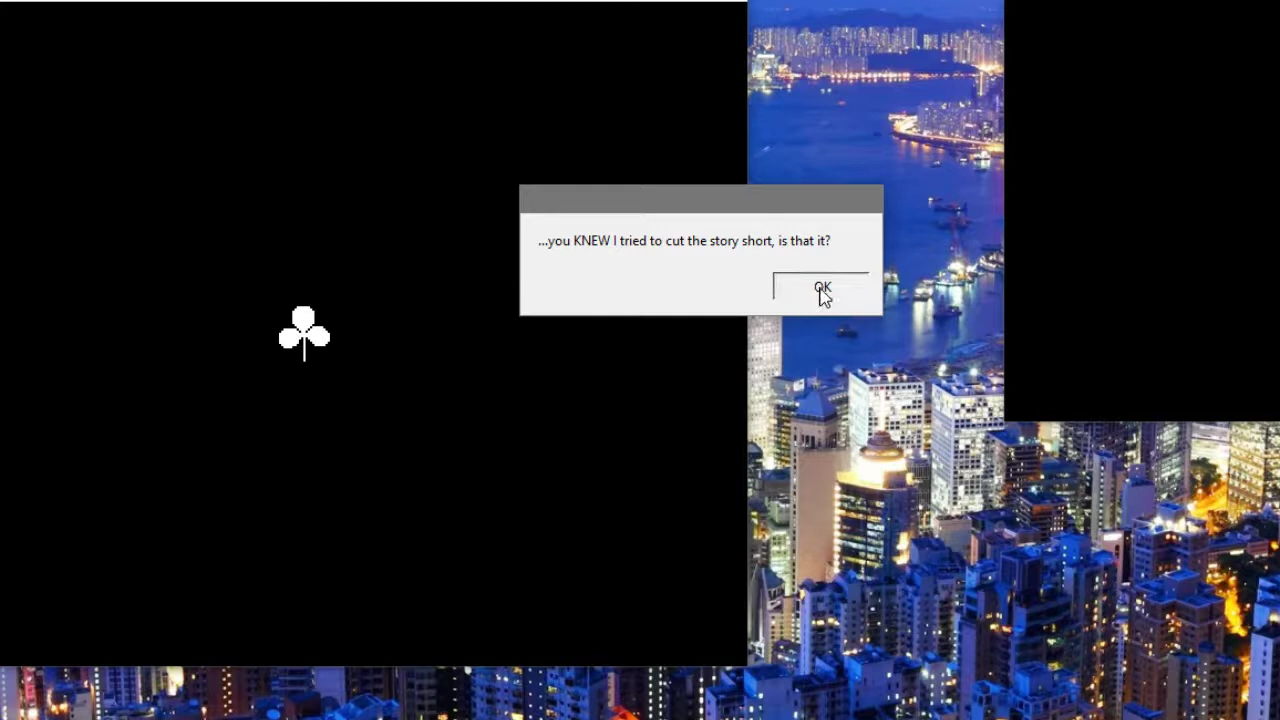 ...you KNEW I tried to cut the story short, is that it?
OK